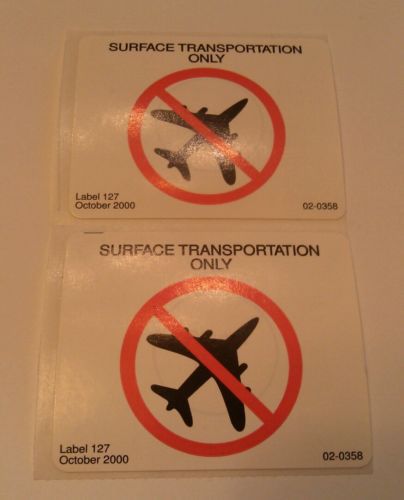 SURFACE TRANSPORTATION
ONLY
Label 127
October 2000
02-0358
SURFACE TRANSPORTATION
ONLY
Label 127
October 2000
02-0358